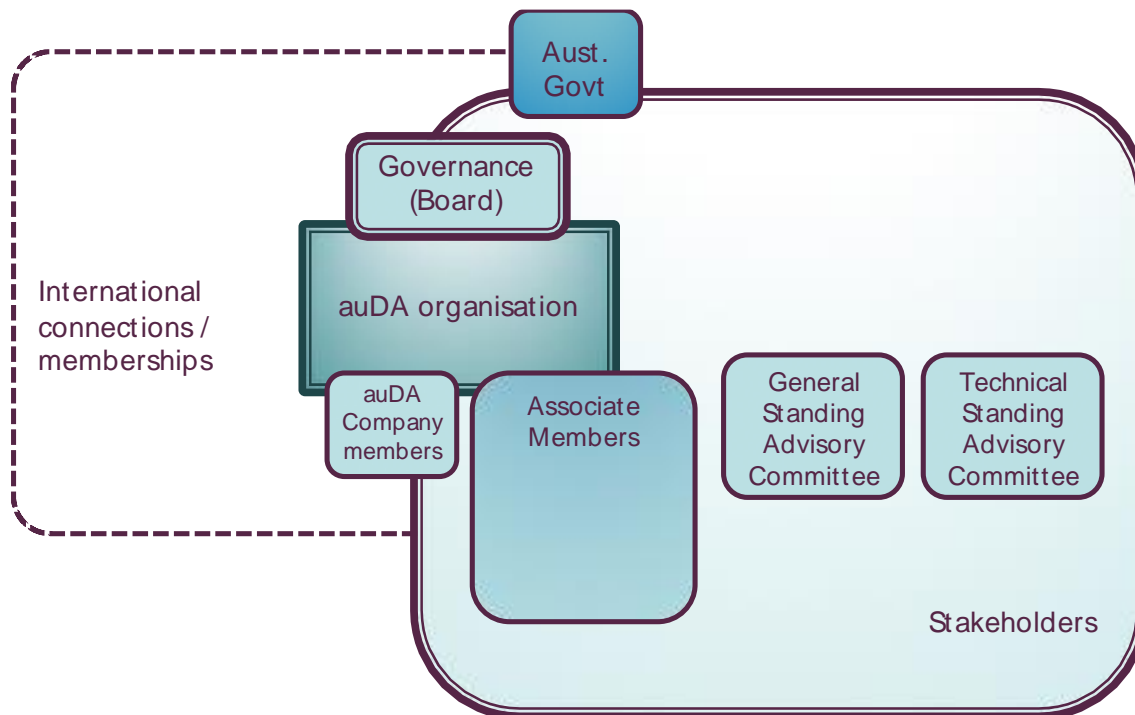 Aust.
Govt
Governance
(Board)
auDA organisation
International
connections /
memberships
auDA
Company
members
Associate
Members
General
Standing
Advisory
Committee
Technical
Standing
Advisory
Committee
Stakeholders